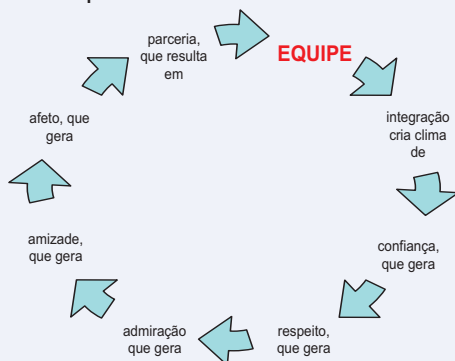 EQUIPE
integração
cria clima
de
confiança,
que gera
respeito,
que gera
admiração
que gera
amizade,
que gera
afeto, que
gera
parceria,
que resulta
em